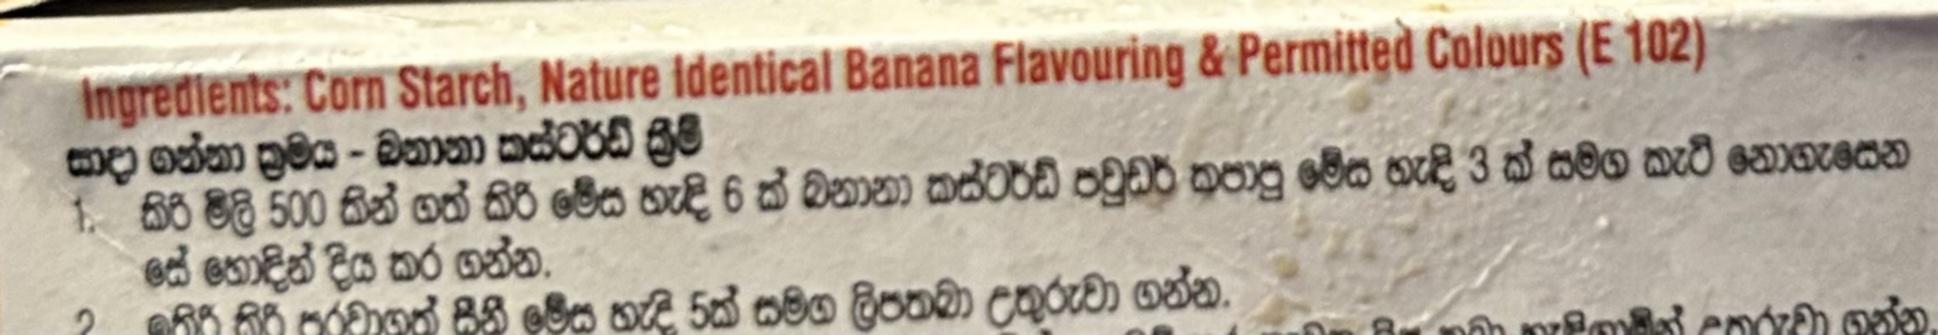 Ingredients: Corn Starch, Nature Identical Banana Flavouring & Permitted Colours (E 102)
සාදා ගන්නා ක්‍රමය - බනානා කස්ටර්ඩ් ක්‍රීම්
1. කිරි මිලි 500 කින් ගත් කිරි මේස හැඳි 6 ක් බනානා කස්ටර්ඩ් පවුඩර් කපාපු මේස හැඳි 3 ක් සමග කැටි නොගැසෙන
සේ හොඳින් දිය කර ගන්න.
2. ඉතිරි කිරි පරවාගත් සීනි මේස හැඳි 5ක් සමග ලිපතබා උතුරුවා ගන්න.
උතුරුවා ගන්න.